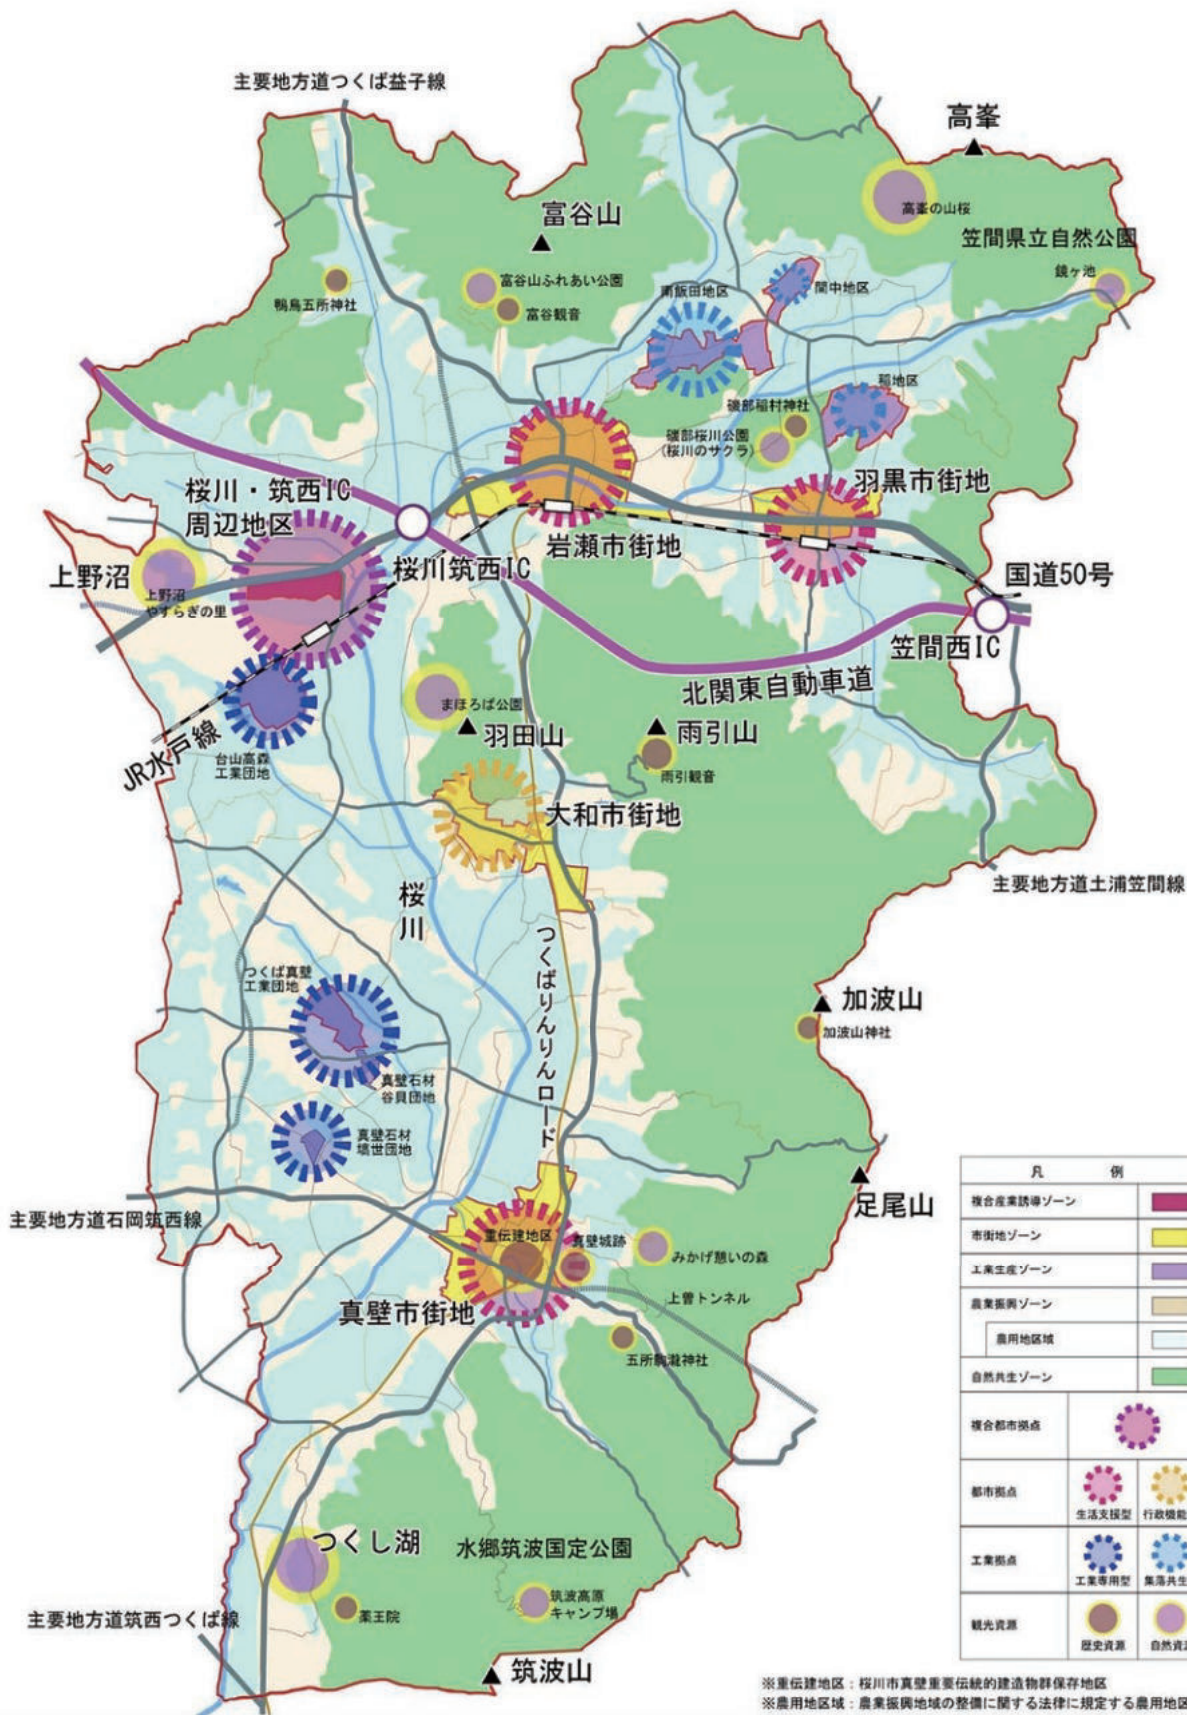 主要地方道つくば益子線
高峯
高峯の山桜
富谷山
笠間県立自然公園
鏡ヶ池
富谷山ふれあい公園
鴨鳥五所神社
富谷観音
南飯田地区
間中地区
稲地区
磯部稲村神社
磯部桜川公園
(桜川のサクラ)
羽黒市街地
桜川・筑西IC
周辺地区
岩瀬市街地
桜川筑西IC
国道50号
上野沼
上野沼
やすらぎの里
笠間西IC
北関東自動車道
まほろば公園
羽田山
雨引山
雨引観音
JR水戸線
台山高森
工業団地
大和市街地
主要地方道土浦笠間線
桜川
つくばりんりんロード
つくば真壁
工業団地
加波山
加波山神社
真壁石材
谷貝団地
真壁石材
塙世団地
足尾山
主要地方道石岡筑西線
重伝建地区
真壁城跡
みかげ憩いの森
上曽トンネル
真壁市街地
五所駒瀧神社
つくし湖
水郷筑波国定公園
薬王院
筑波高原
キャンプ場
主要地方道筑西つくば線
筑波山
凡 例
複合産業誘導ゾーン
市街地ゾーン
工業生産ゾーン
農業振興ゾーン
農用地区域
自然共生ゾーン
複合都市拠点
都市拠点
生活支援型 行政機能
工業拠点
工業専用型 集落共生
観光資源
歴史資源 自然資
※重伝建地区:桜川市真壁重要伝統的建造物群保存地区
※農用地区域:農業振興地域の整備に関する法律に規定する農用地区